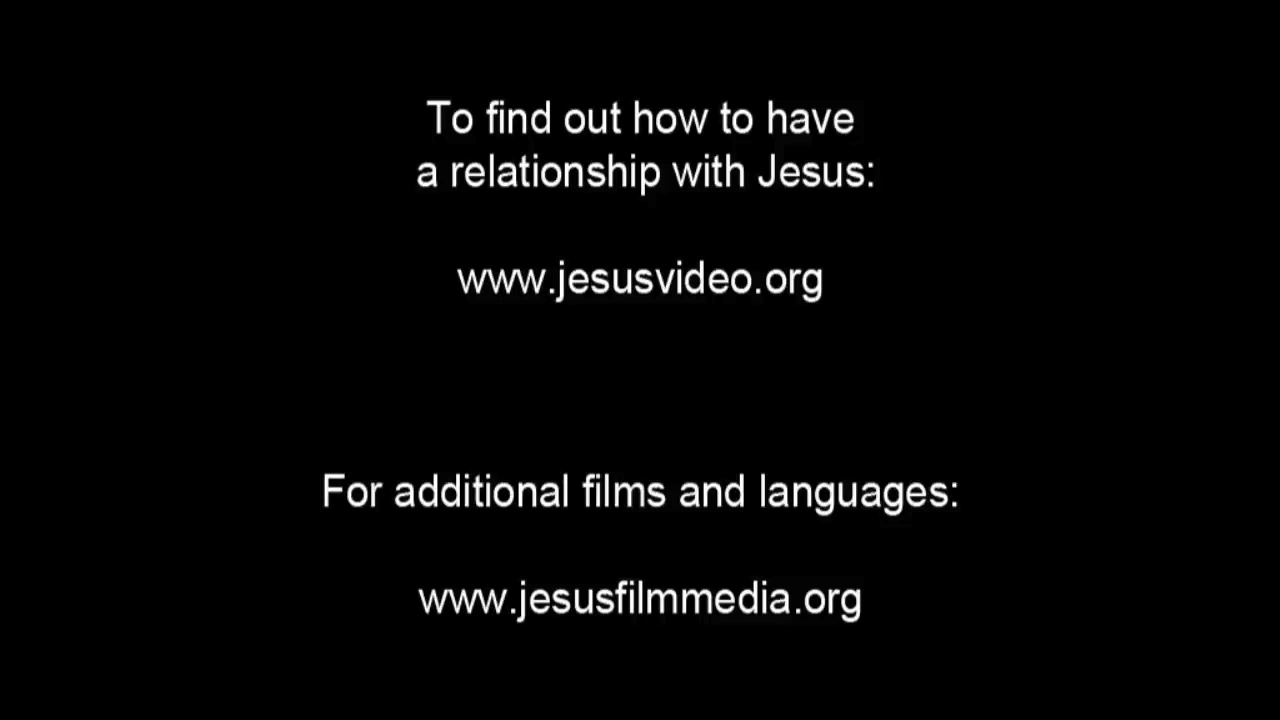 To find out how to have
a relationship with Jesus:
www.jesusvideo.org
For additional films and languages:
www.jesusfilmmedia.org